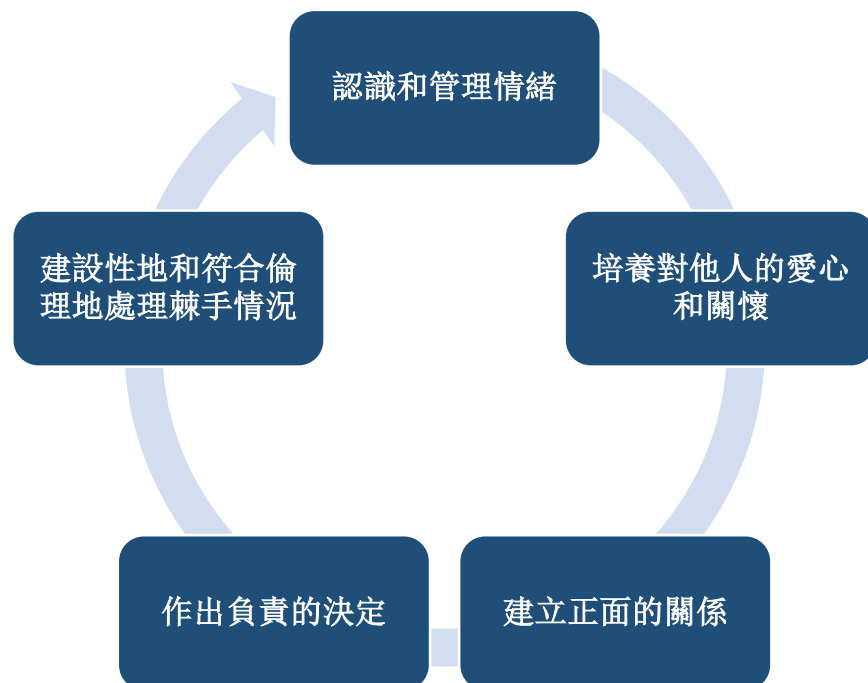 認識和管理情緒
培養對他人的愛心
和關懷
建立正面的關係
作出負責的決定
建設性地和符合倫
理地處理棘手情況